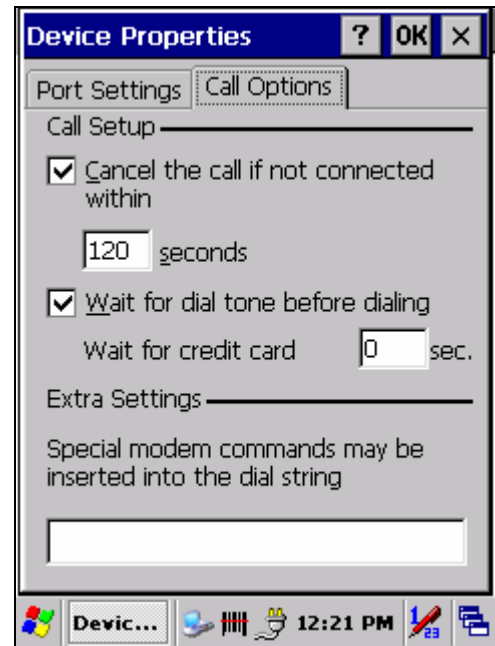 Device Properties ? OK ×
Port Settings Call Options
Call Setup
Cancel the call if not connected
within
120 seconds
Wait for dial tone before dialing
Wait for credit card 0 sec.
Extra Settings
Special modem commands may be
inserted into the dial string
Devic... 12:21 PM 1 23